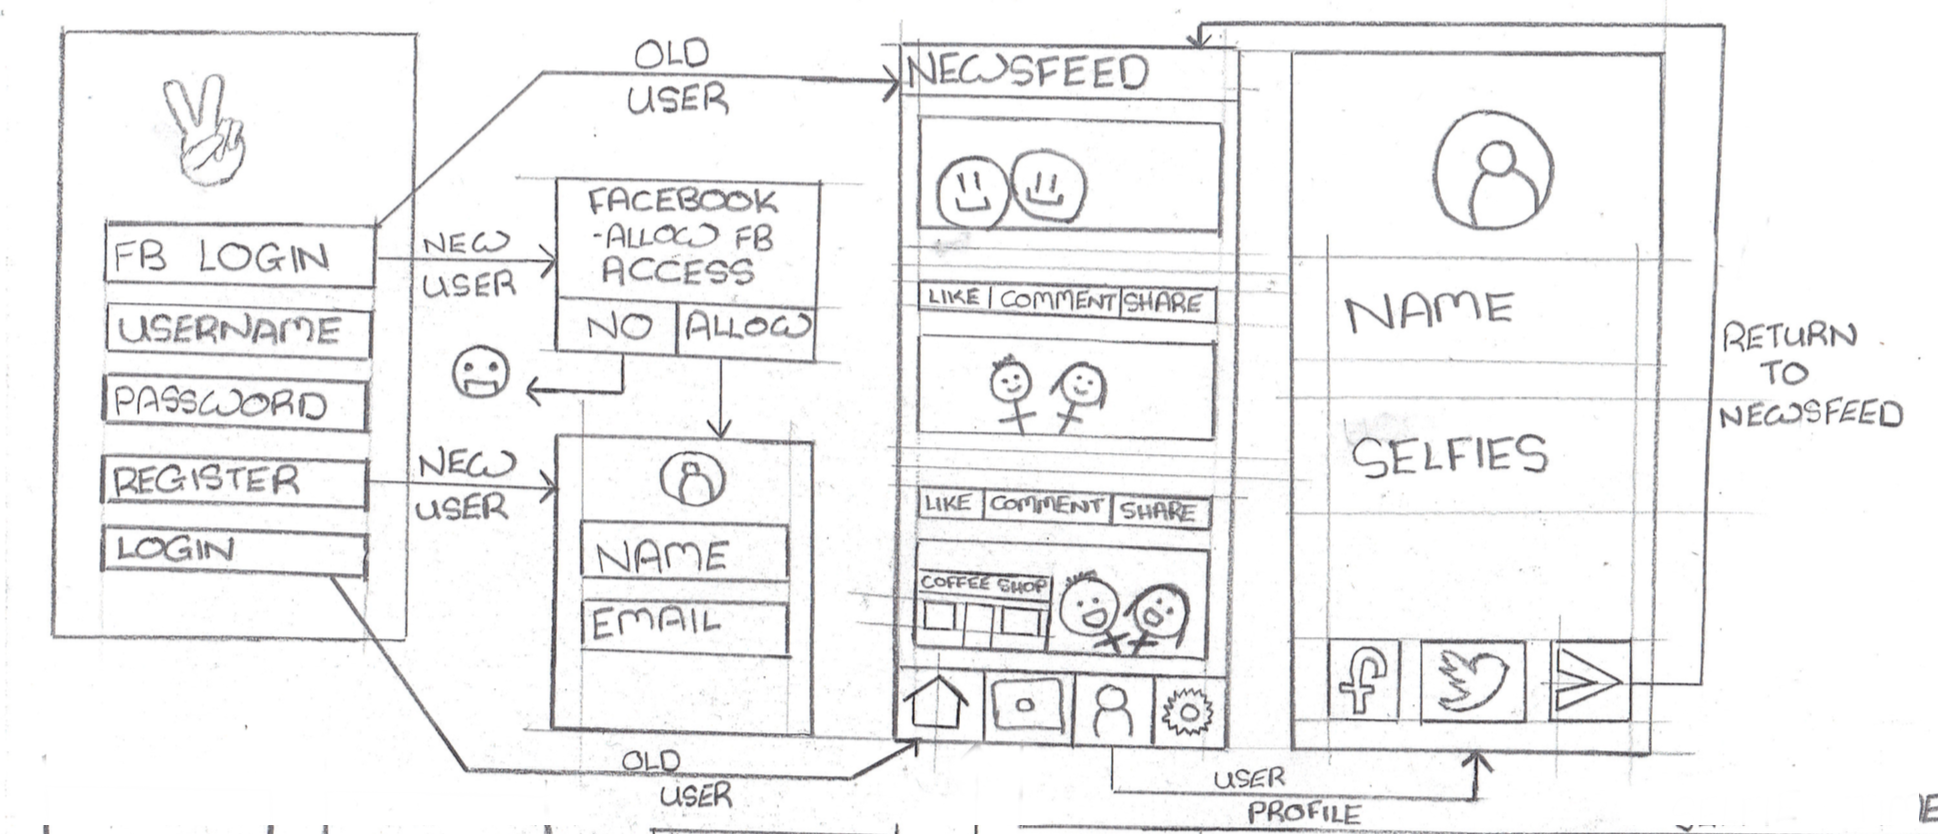 FB LOGIN
USERNAME
PASSWORD
REGISTER
LOGIN
OLD
USER
NEW
USER
FACEBOOK
-ALLOW FB
ACCESS
NO ALLOW
NEW
USER
NAME
EMAIL
OLD
USER
NEWSFEED
LIKE COMMENT SHARE
LIKE COMMENT SHARE
COFFEE SHOP
USER
PROFILE
NAME
SELFIES
RETURN
TO
NEWSFEED